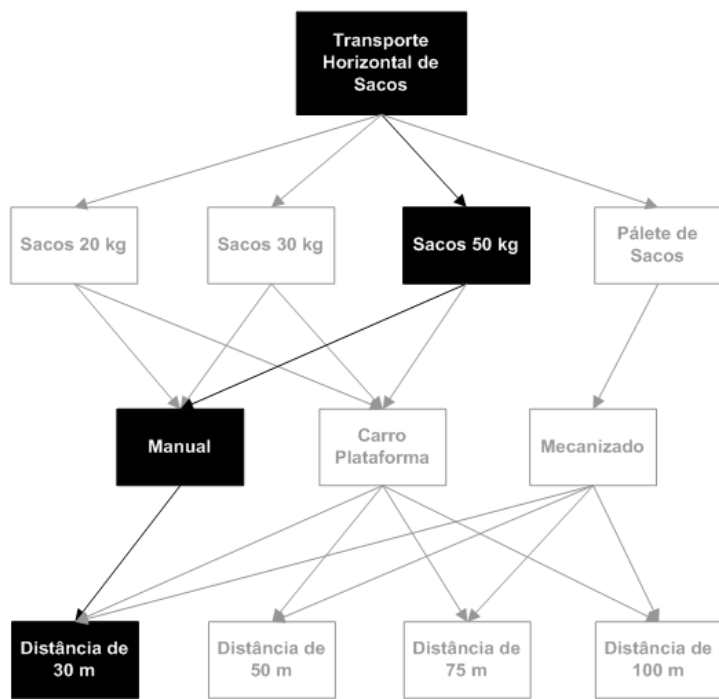 Transporte
Horizontal de
Sacos
Sacos 20 kg
Sacos 30 kg
Sacos 50 kg
Pálete de
Sacos
Manual
Carro
Plataforma
Mecanizado
Distância de
30 m
Distância de
50 m
Distância de
75 m
Distância de
100 m